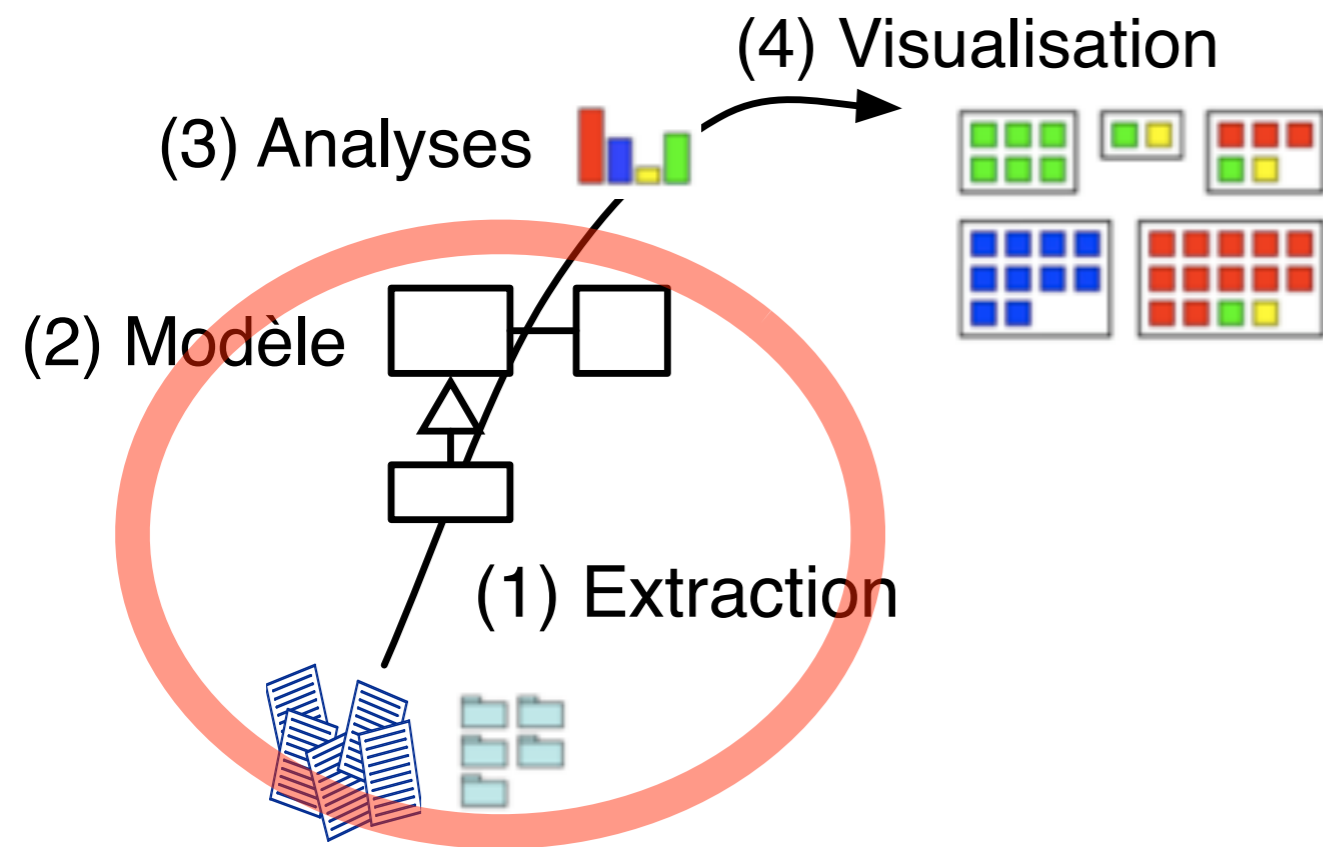 (4) Visualisation
(3) Analyses
(2) Modèle
(1) Extraction